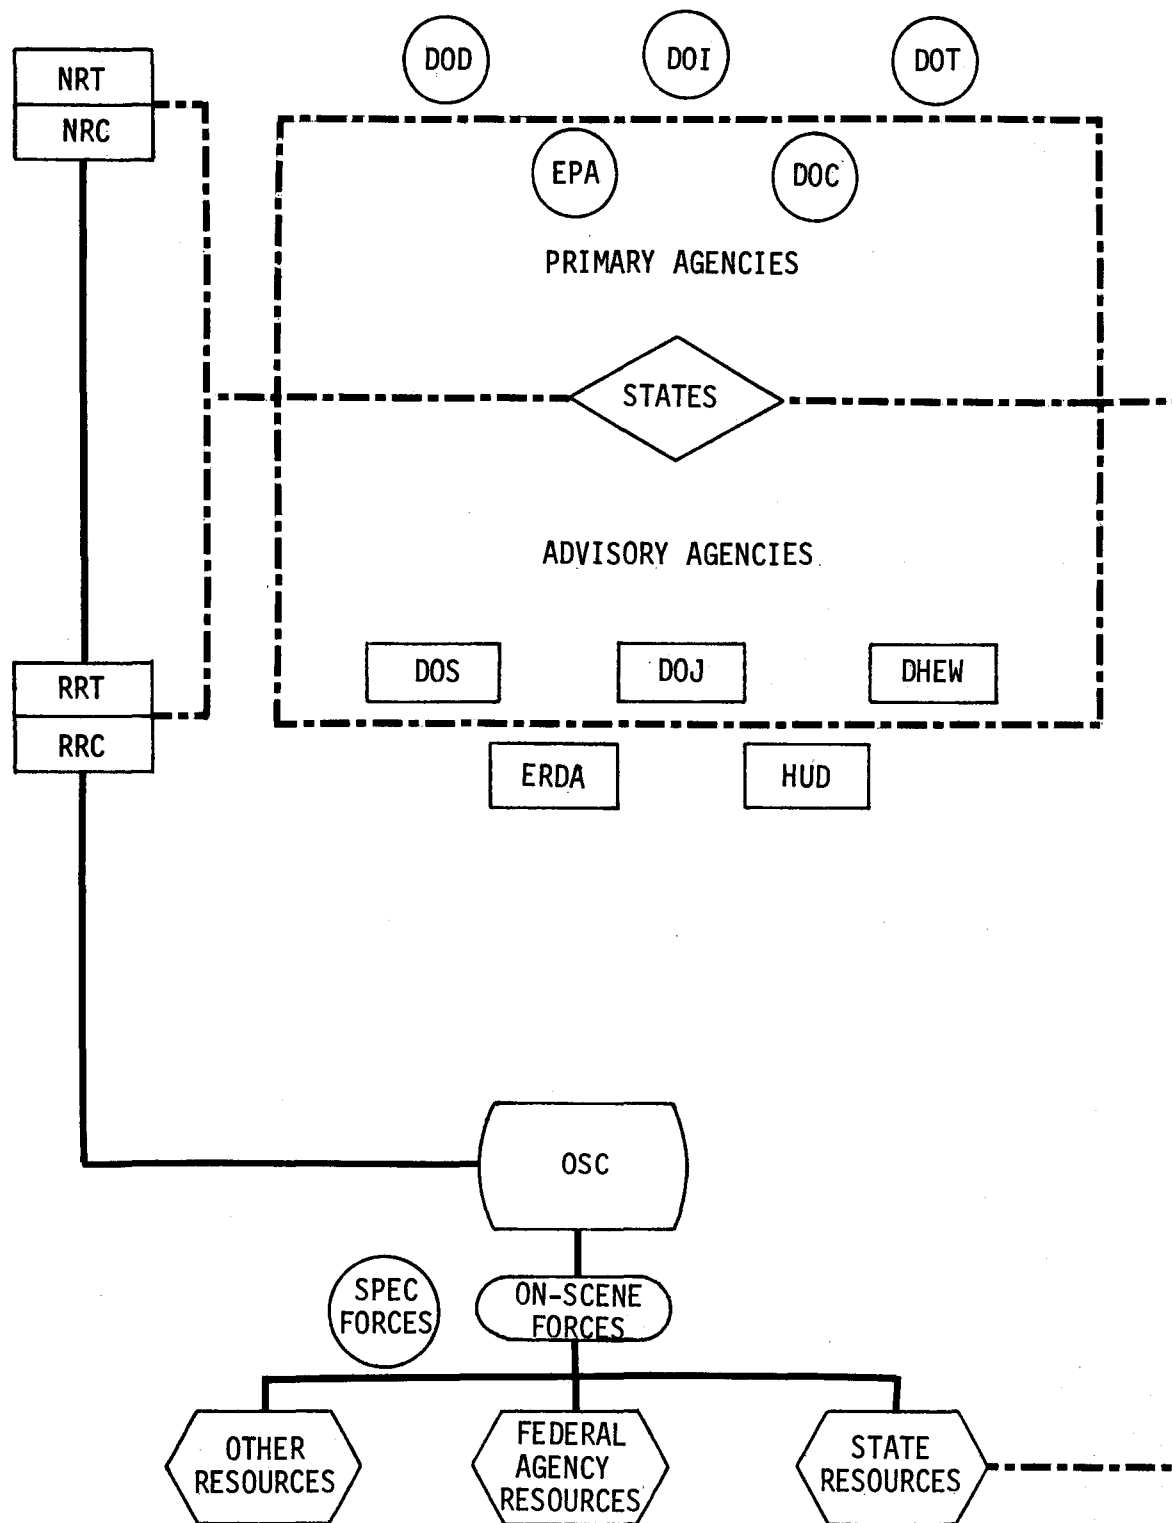 DOD
DOI
DOT
NRT
NRC
EPA
DOC
PRIMARY AGENCIES
STATES
ADVISORY AGENCIES
DOS
DOJ
DHEW
RRT
RRC
ERDA
HUD
OSC
SPEC
FORCES
ON-SCENE
FORCES
OTHER
RESOURCES
FEDERAL
AGENCY
RESOURCES
STATE
RESOURCES